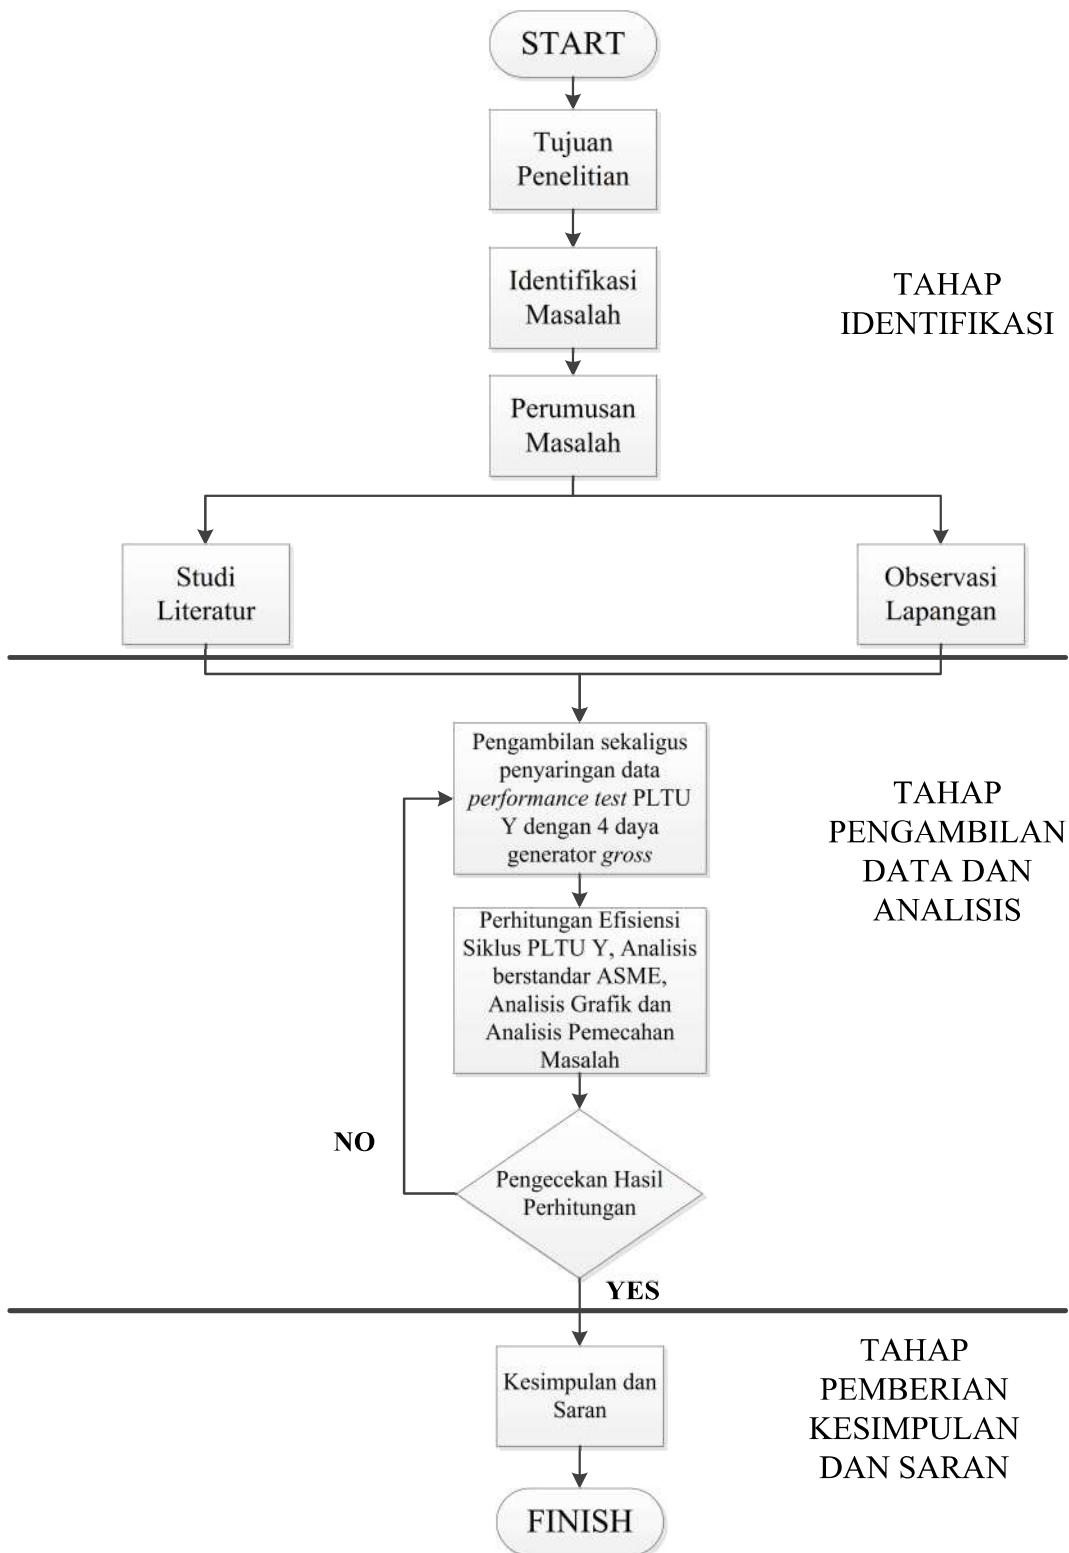 START
Tujuan
Penelitian
Identifikasi
Masalah
TAHAP
IDENTIFIKASI
Perumusan
Masalah
Studi
Literatur
Observasi
Lapangan
Pengambilan sekaligus
penyaringan data
performance test PLTU
Y dengan 4 daya
generator gross
TAHAP
PENGAMBILAN
DATA DAN
ANALISIS
Perhitungan Efisiensi
Siklus PLTU Y, Analisis
berstandar ASME,
Analisis Grafik dan
Analisis Pemecahan
Masalah
NO
Pengecekan Hasil
Perhitungan
YES
Kesimpulan dan
Saran
TAHAP
PEMBERIAN
KESIMPULAN
DAN SARAN
FINISH